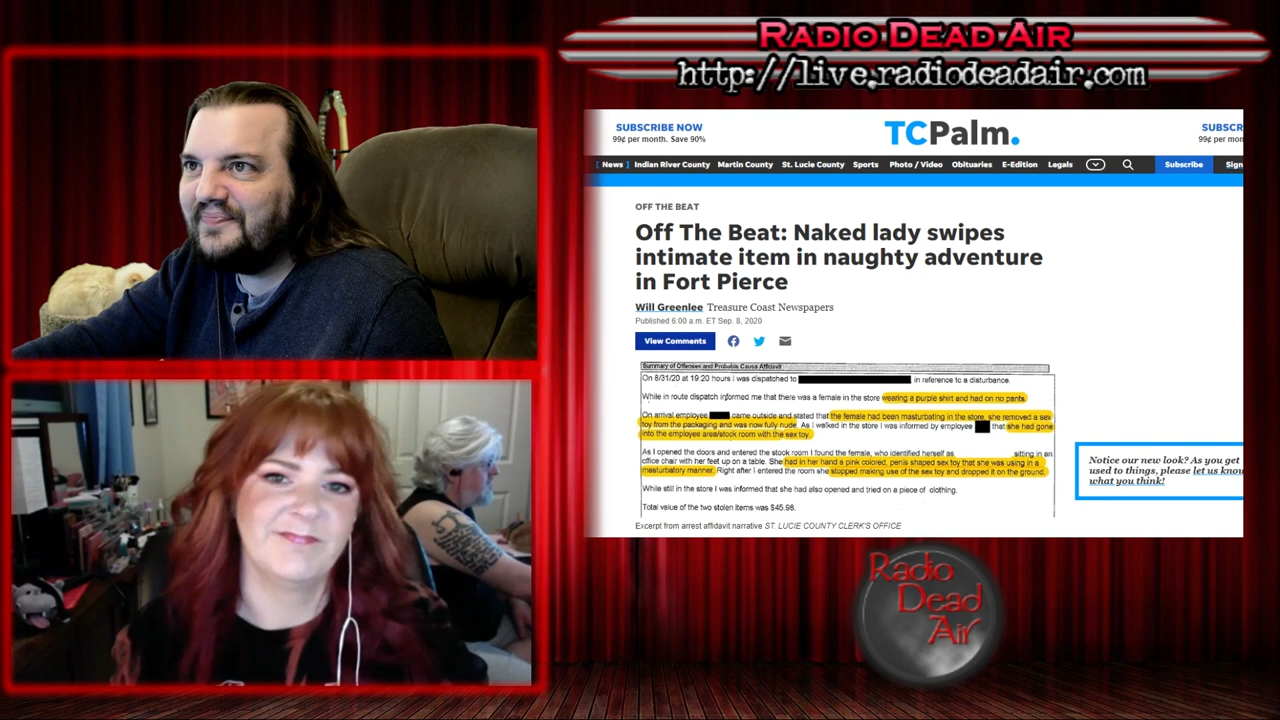 RADIO DEAD AIR
http://live.radiodeadair.com
SUBSCRIBE NOW
99¢ per month. Save 90%
TCPalm.
SUBSCR
99¢ per mon
[ News ] Indian River County Martin County St. Lucie County Sports Photo / Video Obituaries E-Edition Legals Subscribe Sign
OFF THE BEAT
Off The Beat: Naked lady swipes
intimate item in naughty adventure
in Fort Pierce
Will Greenlee Treasure Coast Newspapers
Published 6:00 a.m. ET Sep. 8, 2020
View Comments
Summary of Offenses and Probable Cause Affidavit
On 8/31/20 at 19:20 hours I was dispatched to in reference to a disturbance.
While in route dispatch informed me that there was a female in the store wearing a purple shirt and had on no pants.
On arrival employee came outside and stated that the female had been masturbating in the store, she removed a sex
toy from the packaging and was now fully nude. As I walked in the store I was informed by employee that she had gone
into the employee area/stock room with the sex toy.
As I opened the doors and entered the stock room I found the female, who identified herself as sitting in an
office chair with her feet up on a table. She had in her hand a pink colored, penis shaped sex toy that she was using in a
masturbatory manner. Right after I entered the room she stopped making use of the sex toy and dropped it on the ground.
While still in the store I was informed that she had also opened and tried on a piece of clothing.
Total value of the two stolen items was $45.98.
Excerpt from arrest affidavit narrative ST. LUCIE COUNTY CLERK'S OFFICE
Notice our new look? As you get
used to things, please let us know
what you think!
Radio
Dead
Air